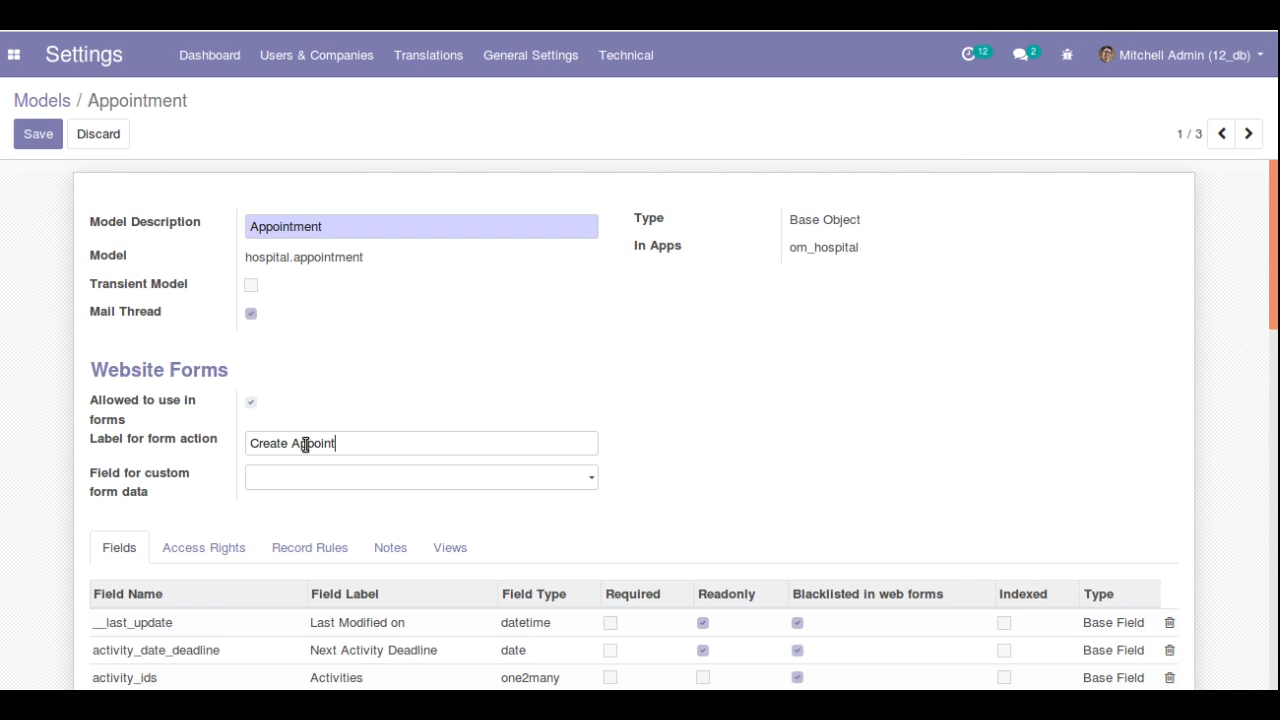 Settings Dashboard Users & Companies Translations General Settings Technical 12 2 Mitchell Admin (12_db)
Models / Appointment
Save Discard 1 / 3
Model Description Appointment Type Base Object
Model hospital.appointment In Apps om_hospital
Transient Model
Mail Thread
Website Forms
Allowed to use in
forms
Label for form action Create Appoint
Field for custom
form data
Fields Access Rights Record Rules Notes Views
Field Name Field Label Field Type Required Readonly Blacklisted in web forms Indexed Type
__last_update Last Modified on datetime Base Field
activity_date_deadline Next Activity Deadline date Base Field
activity_ids Activities one2many Base Field